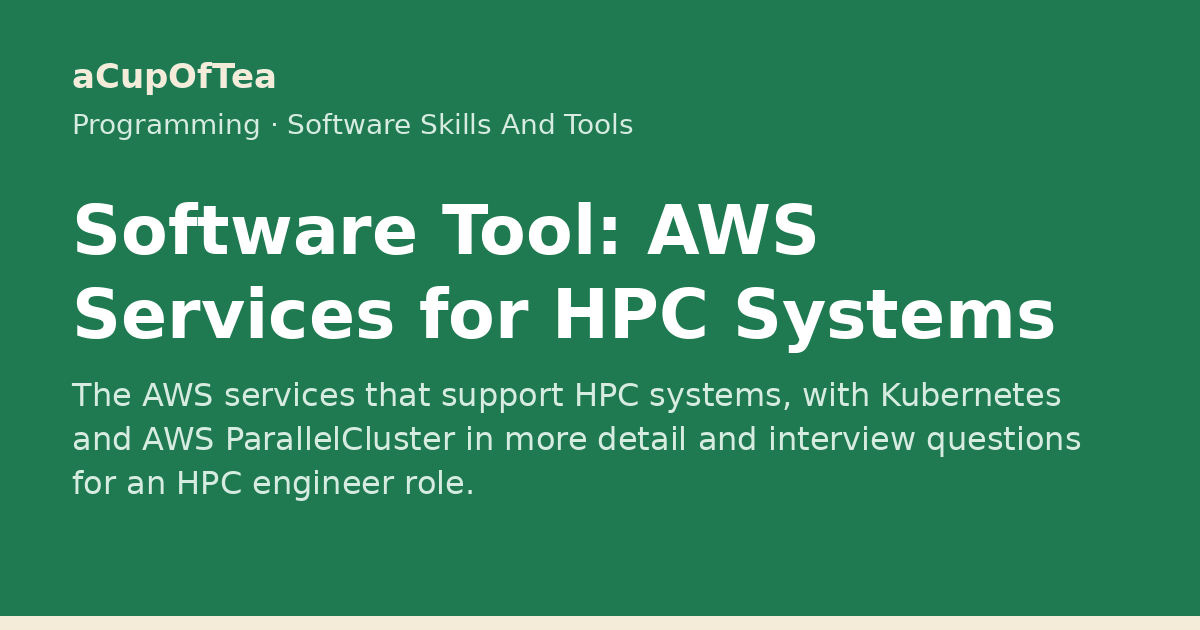 aCupOfTea
Programming · Software Skills And Tools
Software Tool: AWS
Services for HPC Systems
The AWS services that support HPC systems, with Kubernetes
and AWS ParallelCluster in more detail and interview questions
for an HPC engineer role.